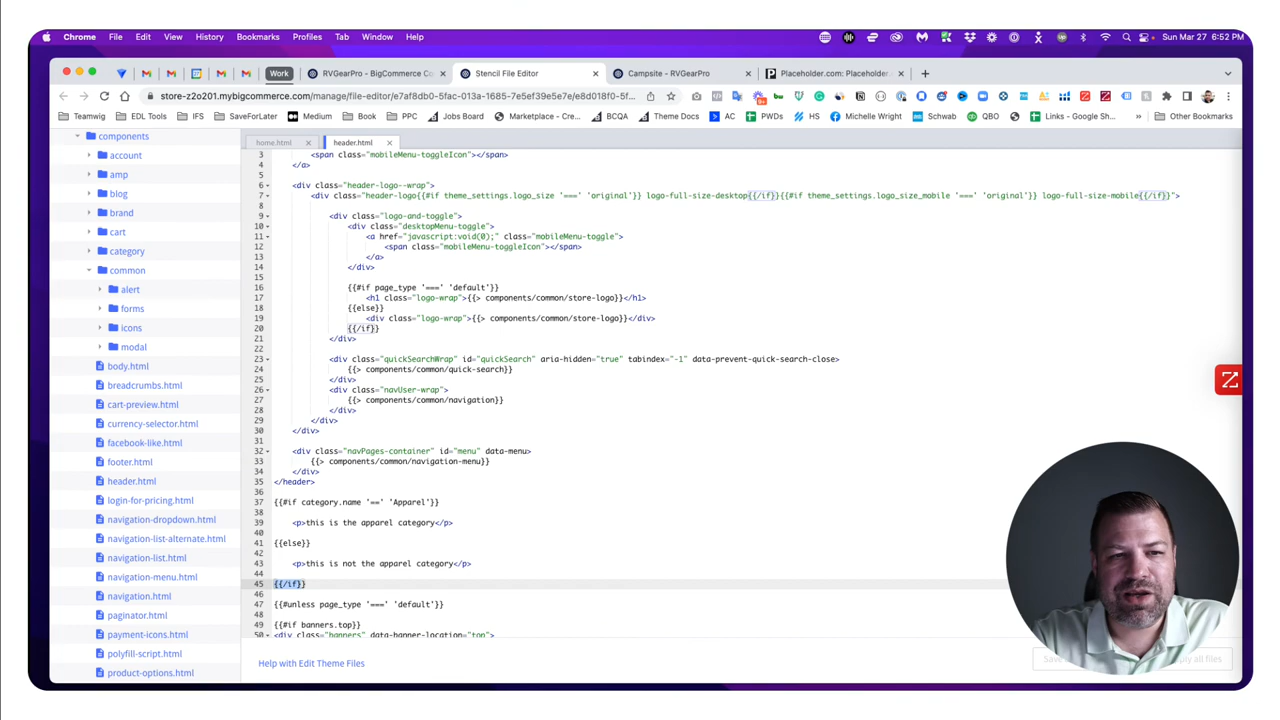 Chrome File Edit View History Bookmarks Profiles Tab Window Help Sun Mar 27 6:52 PM
Work RVGearPro - BigCommerce Co Stencil File Editor Campsite - RVGearPro Placeholder.com: Placeholder.
store-z2o201.mybigcommerce.com/manage/file-editor/e7af8db0-5fac-013a-1685-7e5ef39e5e7e/e8d018f0-5f... 9+
Teamwig EDL Tools IFS SaveForLater Medium Book PPC Jobs Board Marketplace - Cre... BCQA Theme Docs AC PWDs HS Michelle Wright Schwab QBO Links - Google Sh... » Other Bookmarks
components
account
amp
blog
brand
cart
category
common
alert
forms
icons
modal
body.html
breadcrumbs.html
cart-preview.html
currency-selector.html
facebook-like.html
footer.html
header.html
login-for-pricing.html
navigation-dropdown.html
navigation-list-alternate.html
navigation-list.html
navigation-menu.html
navigation.html
paginator.html
payment-icons.html
polyfill-script.html
product-options.html
home.html header.html
3 <span class="mobileMenu-toggleIcon"></span>
4 </a>
5
6 <div class="header-logo--wrap">
7 <div class="header-logo{{#if theme_settings.logo_size '===' 'original'}} logo-full-size-desktop{{/if}}{{#if theme_settings.logo_size_mobile '===' 'original'}} logo-full-size-mobile{{/if}}">
8
9 <div class="logo-and-toggle">
10 <div class="desktopMenu-toggle">
11 <a href="javascript:void(0);" class="mobileMenu-toggle">
12 <span class="mobileMenu-toggleIcon"></span>
13 </a>
14 </div>
15
16 {{#if page_type '===' 'default'}}
17 <h1 class="logo-wrap">{{> components/common/store-logo}}</h1>
18 {{else}}
19 <div class="logo-wrap">{{> components/common/store-logo}}</div>
20 {{/if}}
21 </div>
22
23 <div class="quickSearchWrap" id="quickSearch" aria-hidden="true" tabindex="-1" data-prevent-quick-search-close>
24 {{> components/common/quick-search}}
25 </div>
26 <div class="navUser-wrap">
27 {{> components/common/navigation}}
28 </div>
29 </div>
30 </div>
31
32 <div class="navPages-container" id="menu" data-menu>
33 {{> components/common/navigation-menu}}
34 </div>
35 </header>
36
37 {{#if category.name '==' 'Apparel'}}
38
39 <p>this is the apparel category</p>
40
41 {{else}}
42
43 <p>this is not the apparel category</p>
44
45 {{/if}}
46
47 {{#unless page_type '===' 'default'}}
48
49 {{#if banners.top}}
50 <div class="banners" data-banner-location="top">
Help with Edit Theme Files